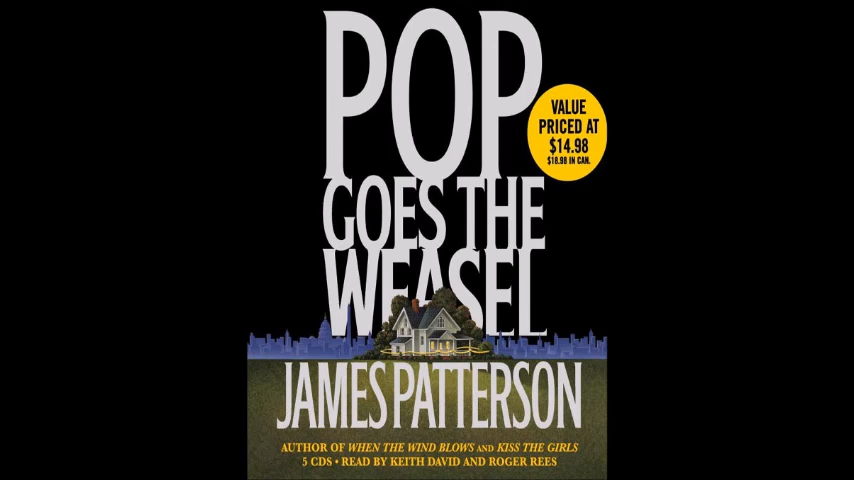 POP
GOES THE
WEASEL
VALUE
PRICED AT
$14.98
$18.98 IN CAN.
JAMES PATTERSON
AUTHOR OF WHEN THE WIND BLOWS AND KISS THE GIRLS
5 CDS • READ BY KEITH DAVID AND ROGER REES